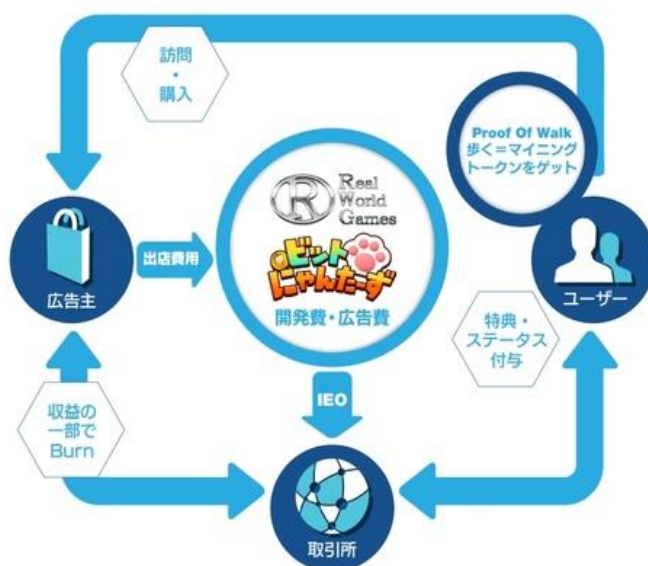 訪問
・
購入
Proof Of Walk
歩く=マイニング
トークンをゲット
R
Real
World
Games
ビット
にゃんたーず
開発費・広告費
出店費用
広告主
ユーザー
特典・
ステータス
付与
IEO
収益の
一部で
Burn
取引所